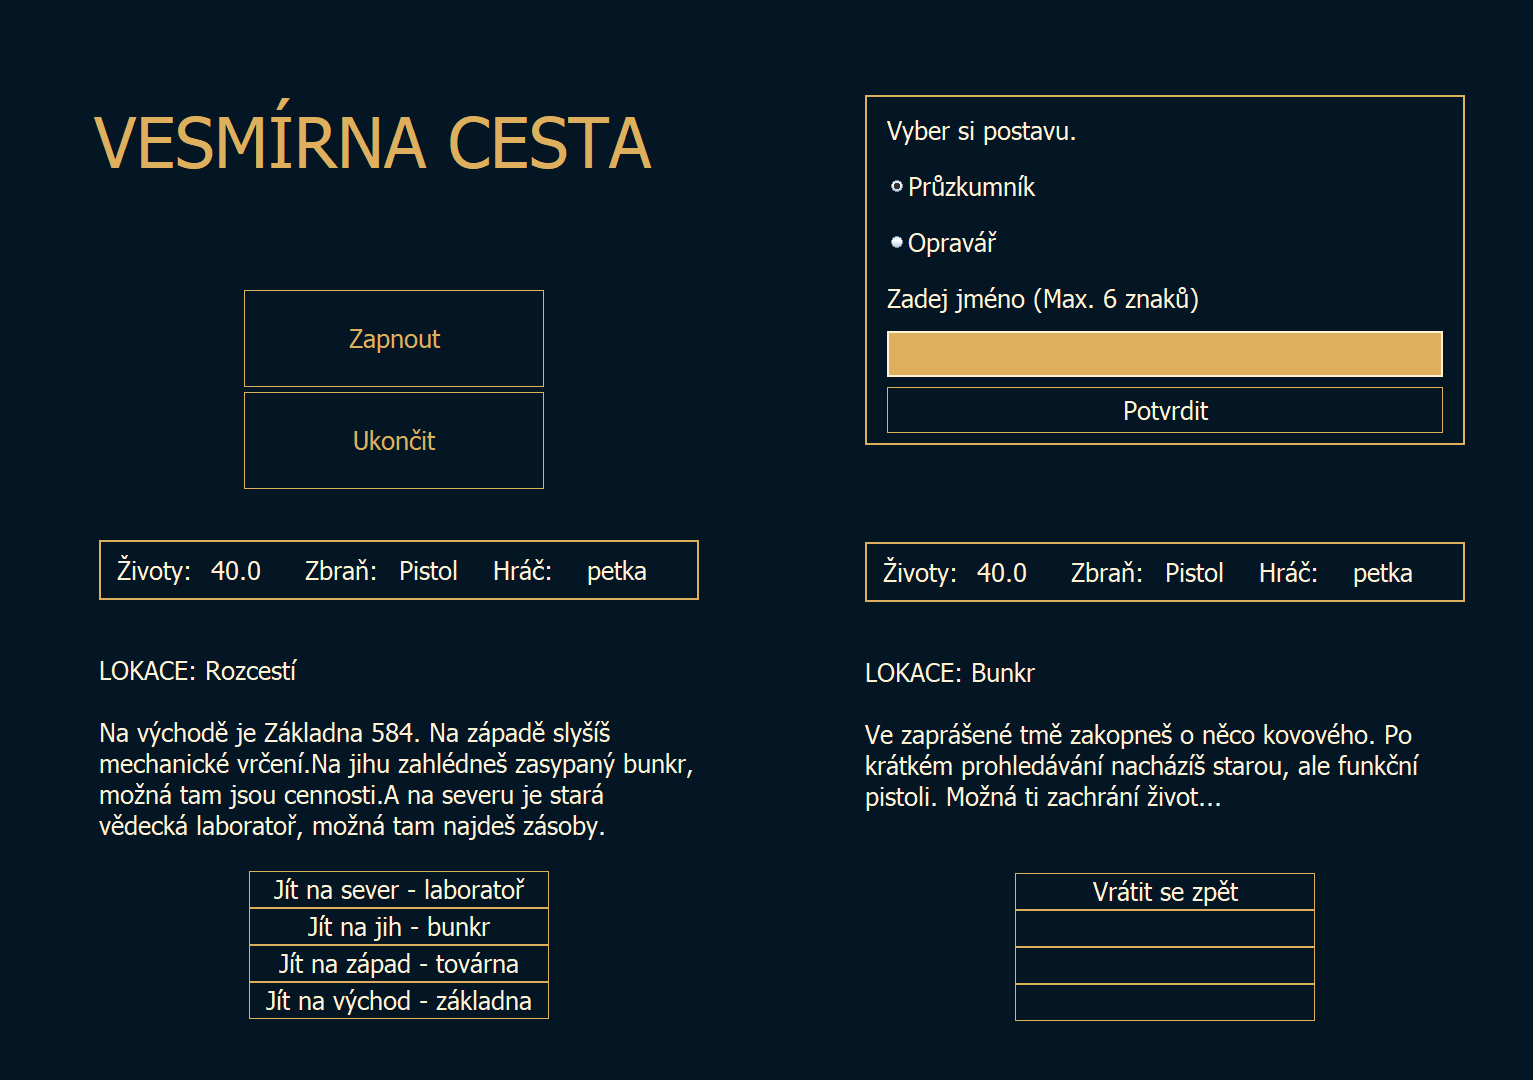 VESMÍRNA CESTA
Zapnout
Ukončit
Vyber si postavu.
Průzkumník
Opravář
Zadej jméno (Max. 6 znaků)
Potvrdit
Životy: 40.0 Zbraň: Pistol Hráč: petka
LOKACE: Rozcestí
Na východě je Základna 584. Na západě slyšíš
mechanické vrčení.Na jihu zahlédneš zasypaný bunkr,
možná tam jsou cennosti.A na severu je stará
vědecká laboratoř, možná tam najdeš zásoby.
Jít na sever - laboratoř
Jít na jih - bunkr
Jít na západ - továrna
Jít na východ - základna
Životy: 40.0 Zbraň: Pistol Hráč: petka
LOKACE: Bunkr
Ve zaprášené tmě zakopneš o něco kovového. Po
krátkém prohledávání nacházíš starou, ale funkční
pistoli. Možná ti zachrání život...
Vrátit se zpět